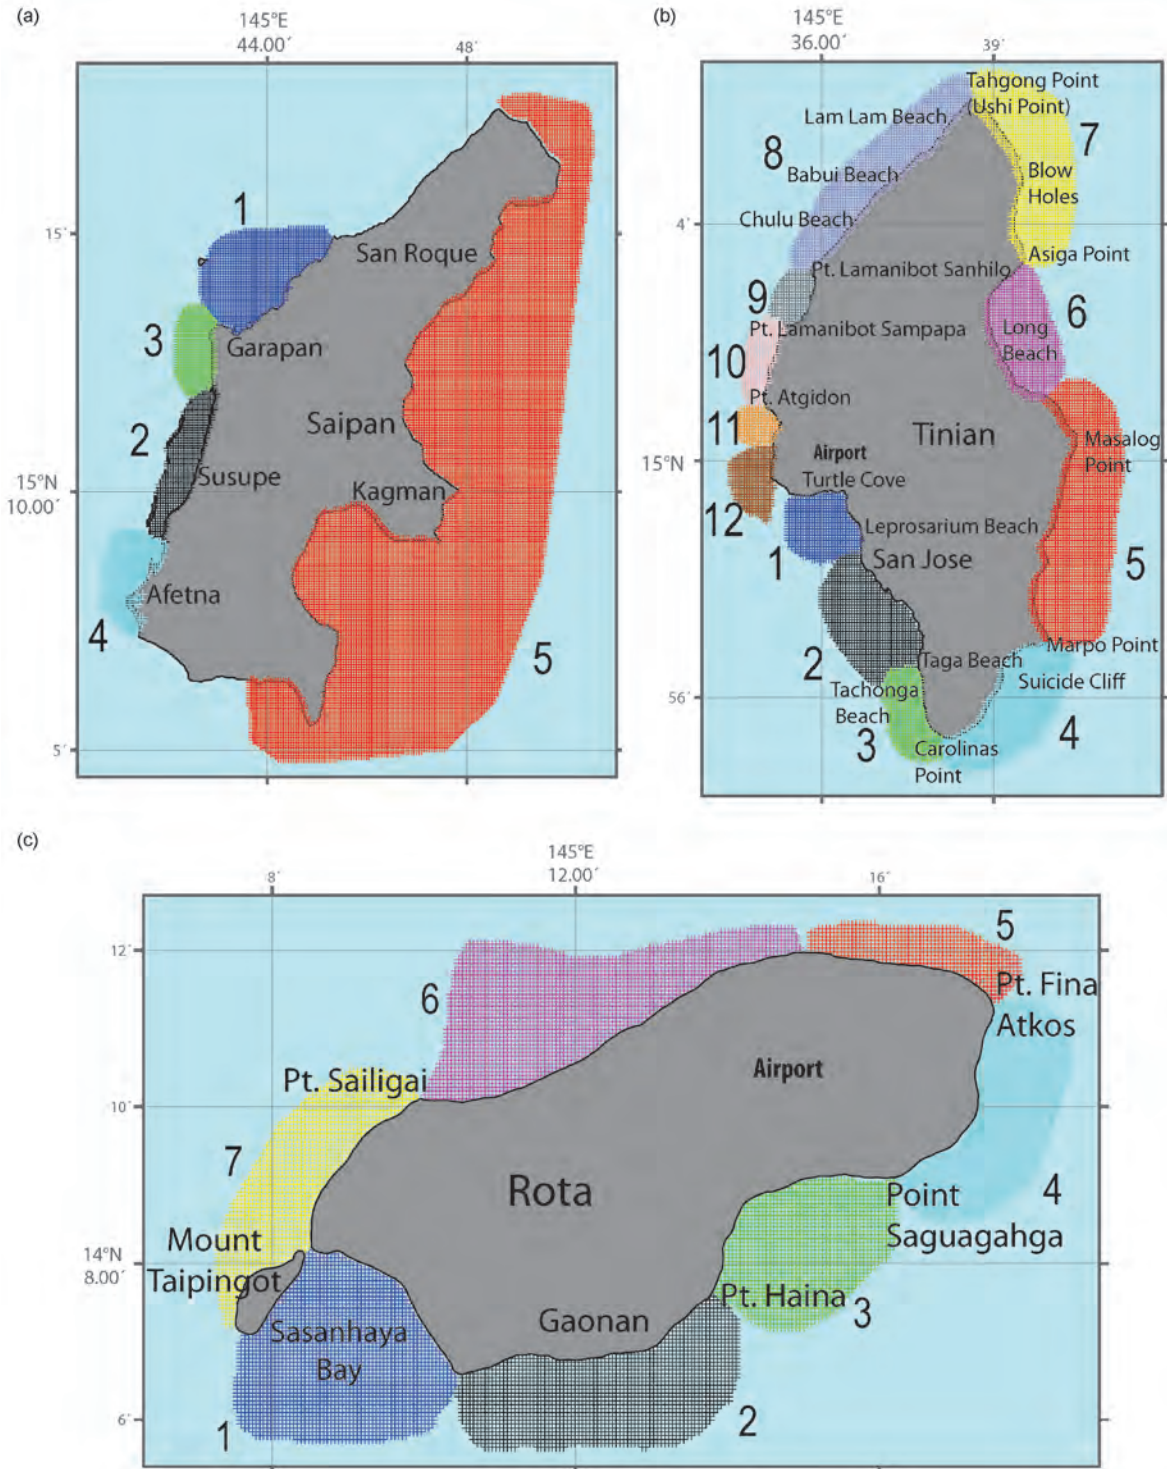 (a)
145°E
44.00´
48´
15´
15°N
10.00´
5´
1
San Roque
3
Garapan
Saipan
2
Susupe
Kagman
Afetna
4
5
(b)
145°E
36.00´
39´
4´
15°N
56´
Tahgong Point
(Ushi Point)
Lam Lam Beach
7
8
Babui Beach
Blow
Holes
Chulu Beach
Asiga Point
Pt. Lamanibot Sanhilo
9
6
Pt. Lamanibot Sampapa
Long
Beach
10
Pt. Atgidon
11
Tinian
Masalog
Point
Airport
Turtle Cove
12
Leprosarium Beach
1
San Jose
5
Marpo Point
2
Taga Beach
Suicide Cliff
Tachonga
Beach
3
4
Carolinas
Point
(c)
145°E
8´
12.00´
16´
12´
10´
14°N
8.00´
6´
5
Pt. Fina
Atkos
6
Airport
Pt. Sailigai
7
Rota
4
Point
Saguagahga
Mount
Taipingot
Pt. Haina
3
Gaonan
Sasanhaya
Bay
1
2